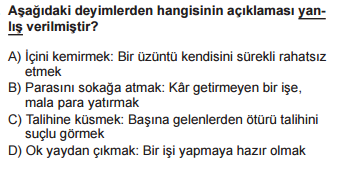 Aşağıdaki deyimlerden hangisinin açıklaması yan-
lış verilmiştir?
A) İçini kemirmek: Bir üzüntü kendisini sürekli rahatsız
etmek
B) Parasını sokağa atmak: Kâr getirmeyen bir işe,
mala para yatırmak
C) Talihine küsmek: Başına gelenlerden ötürü talihini
suçlu görmek
D) Ok yaydan çıkmak: Bir işi yapmaya hazır olmak